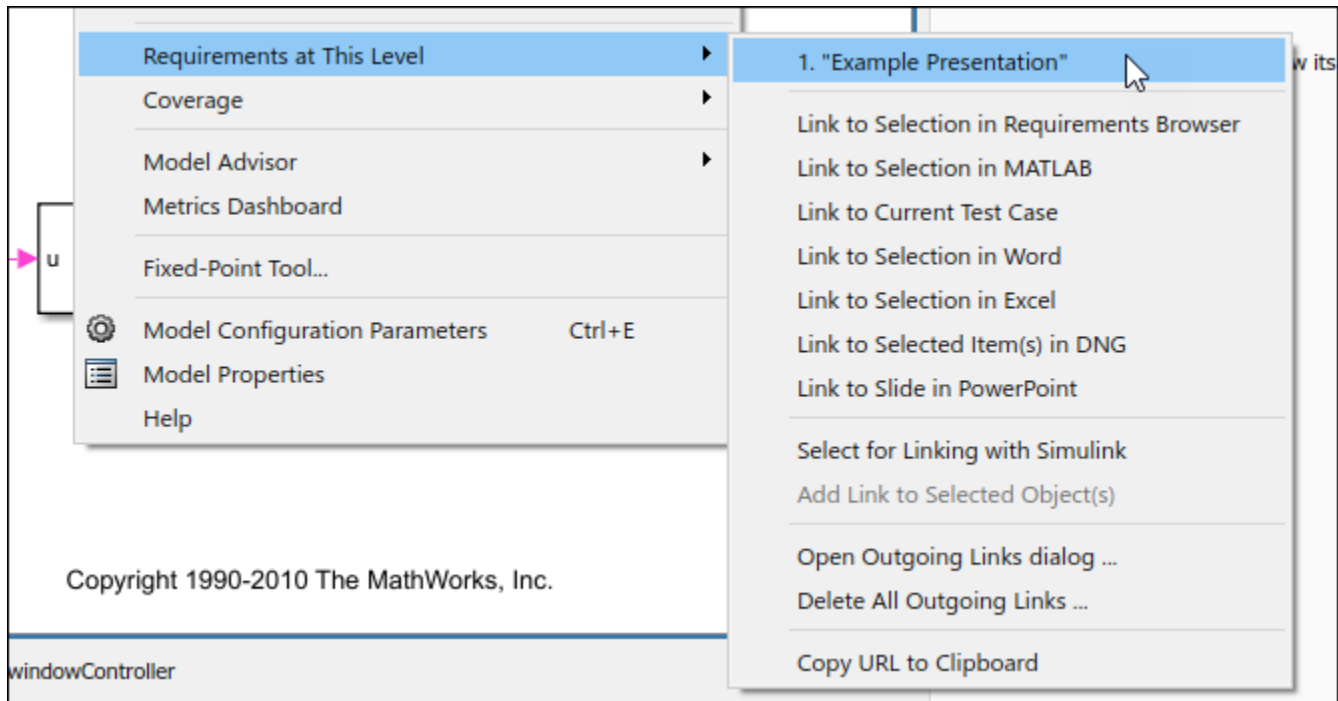 Requirements at This Level
Coverage
Model Advisor
Metrics Dashboard
Fixed-Point Tool...
Model Configuration Parameters Ctrl+E
Model Properties
Help
1. "Example Presentation"
Link to Selection in Requirements Browser
Link to Selection in MATLAB
Link to Current Test Case
Link to Selection in Word
Link to Selection in Excel
Link to Selected Item(s) in DNG
Link to Slide in PowerPoint
Select for Linking with Simulink
Add Link to Selected Object(s)
Open Outgoing Links dialog ...
Delete All Outgoing Links ...
Copy URL to Clipboard
w its
u
Copyright 1990-2010 The MathWorks, Inc.
windowController